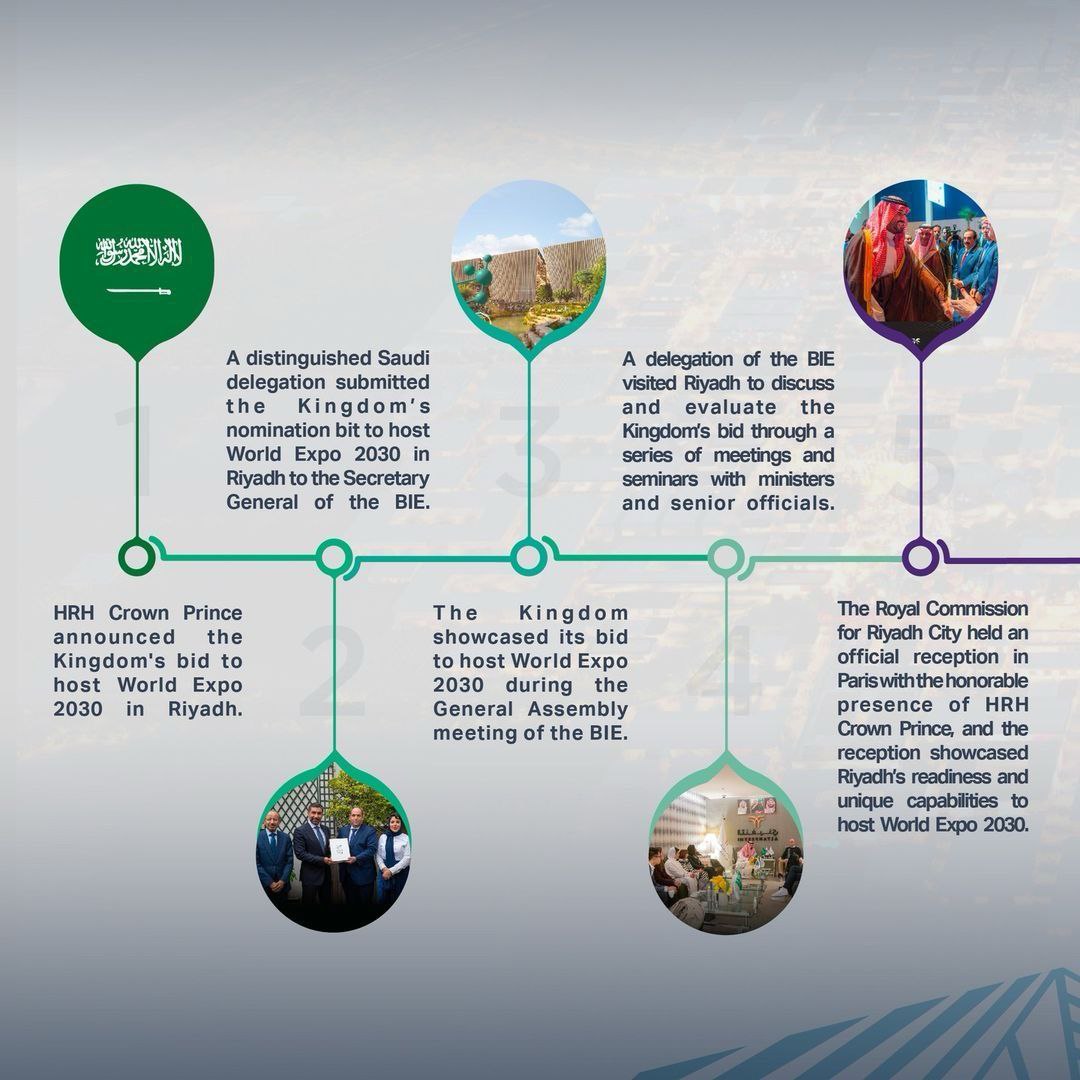 لا إله إلا الله محمد رسول الله
1
HRH Crown Prince
announced the
Kingdom's bid to
host World Expo
2030 in Riyadh.
2
A distinguished Saudi
delegation submitted
the Kingdom's
nomination bit to host
World Expo 2030 in
Riyadh to the Secretary
General of the BIE.
3
The Kingdom
showcased its bid
to host World Expo
2030 during the
General Assembly
meeting of the BIE.
4
A delegation of the BIE
visited Riyadh to discuss
and evaluate the
Kingdom's bid through a
series of meetings and
seminars with ministers
and senior officials.
5
The Royal Commission
for Riyadh City held an
official reception in
Paris with the honorable
presence of HRH
Crown Prince, and the
reception showcased
Riyadh's readiness and
unique capabilities to
host World Expo 2030.